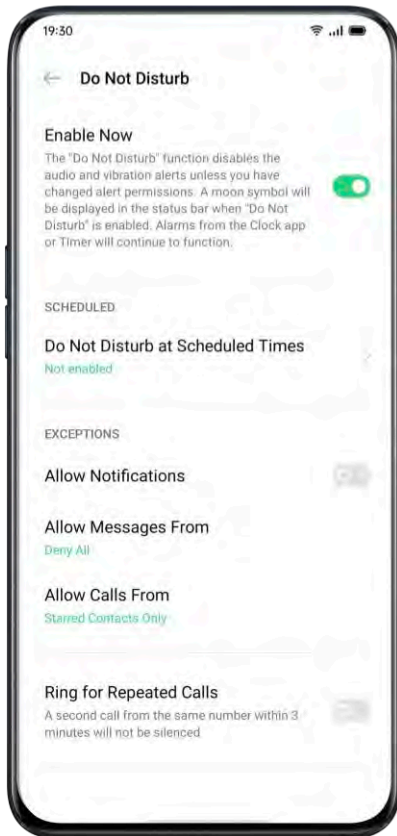 19:30
Do Not Disturb
Enable Now
The "Do Not Disturb" function disables the
audio and vibration alerts unless you have
changed alert permissions. A moon symbol will
be displayed in the status bar when "Do Not
Disturb" is enabled. Alarms from the Clock app
or Timer will continue to function.
SCHEDULED
Do Not Disturb at Scheduled Times
Not enabled
EXCEPTIONS
Allow Notifications
Allow Messages From
Deny All
Allow Calls From
Starred Contacts Only
Ring for Repeated Calls
A second call from the same number within 3
minutes will not be silenced